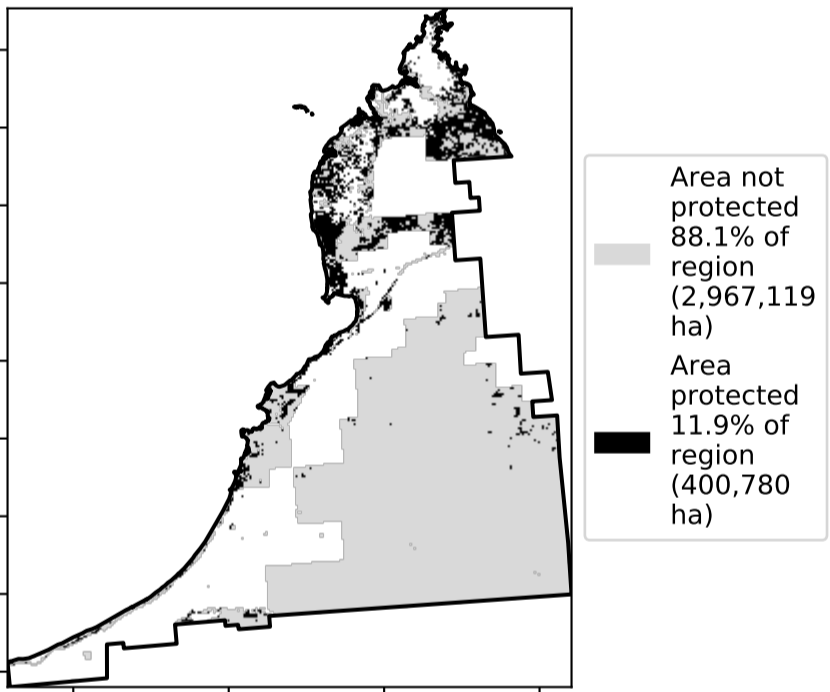 Area not
protected
88.1% of
region
(2,967,119
ha)
Area
protected
11.9% of
region
(400,780
ha)